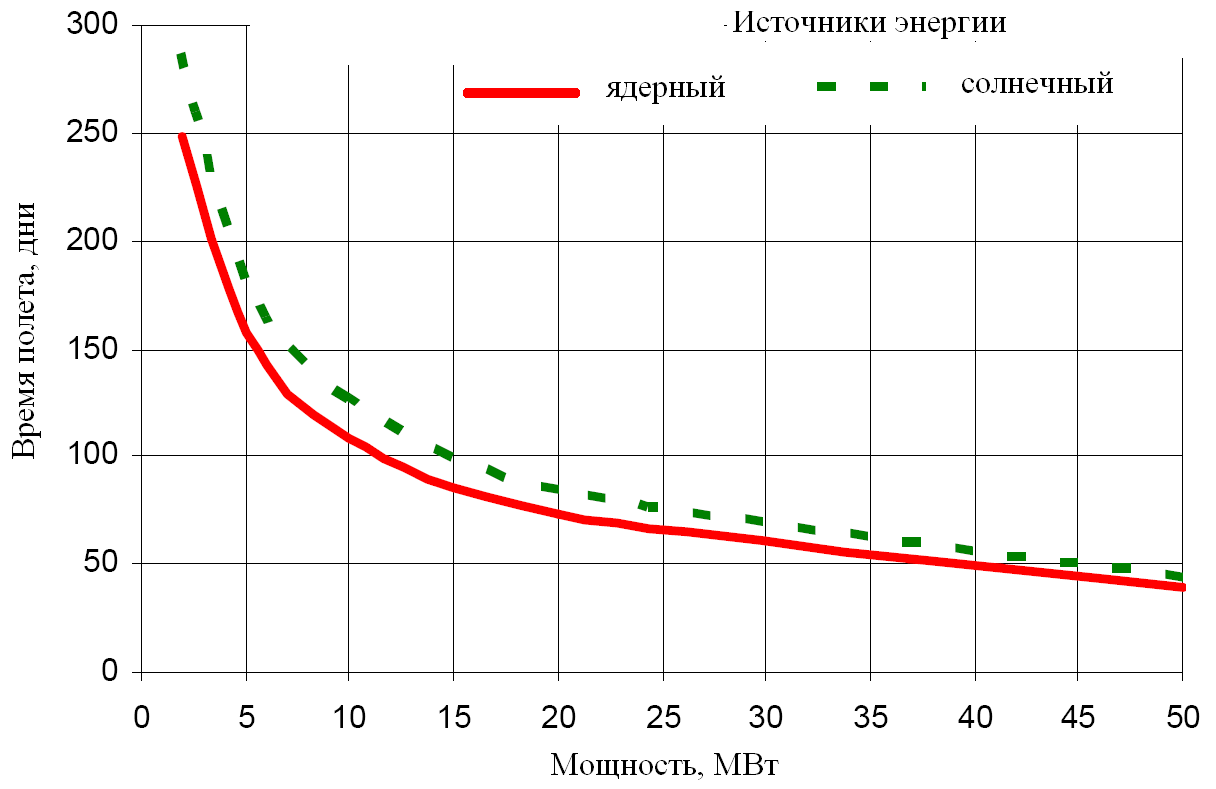 Источники энергии
ядерный солнечный
Время полета, дни
300
250
200
150
100
50
0
0 5 10 15 20 25 30 35 40 45 50
Мощность, МВт